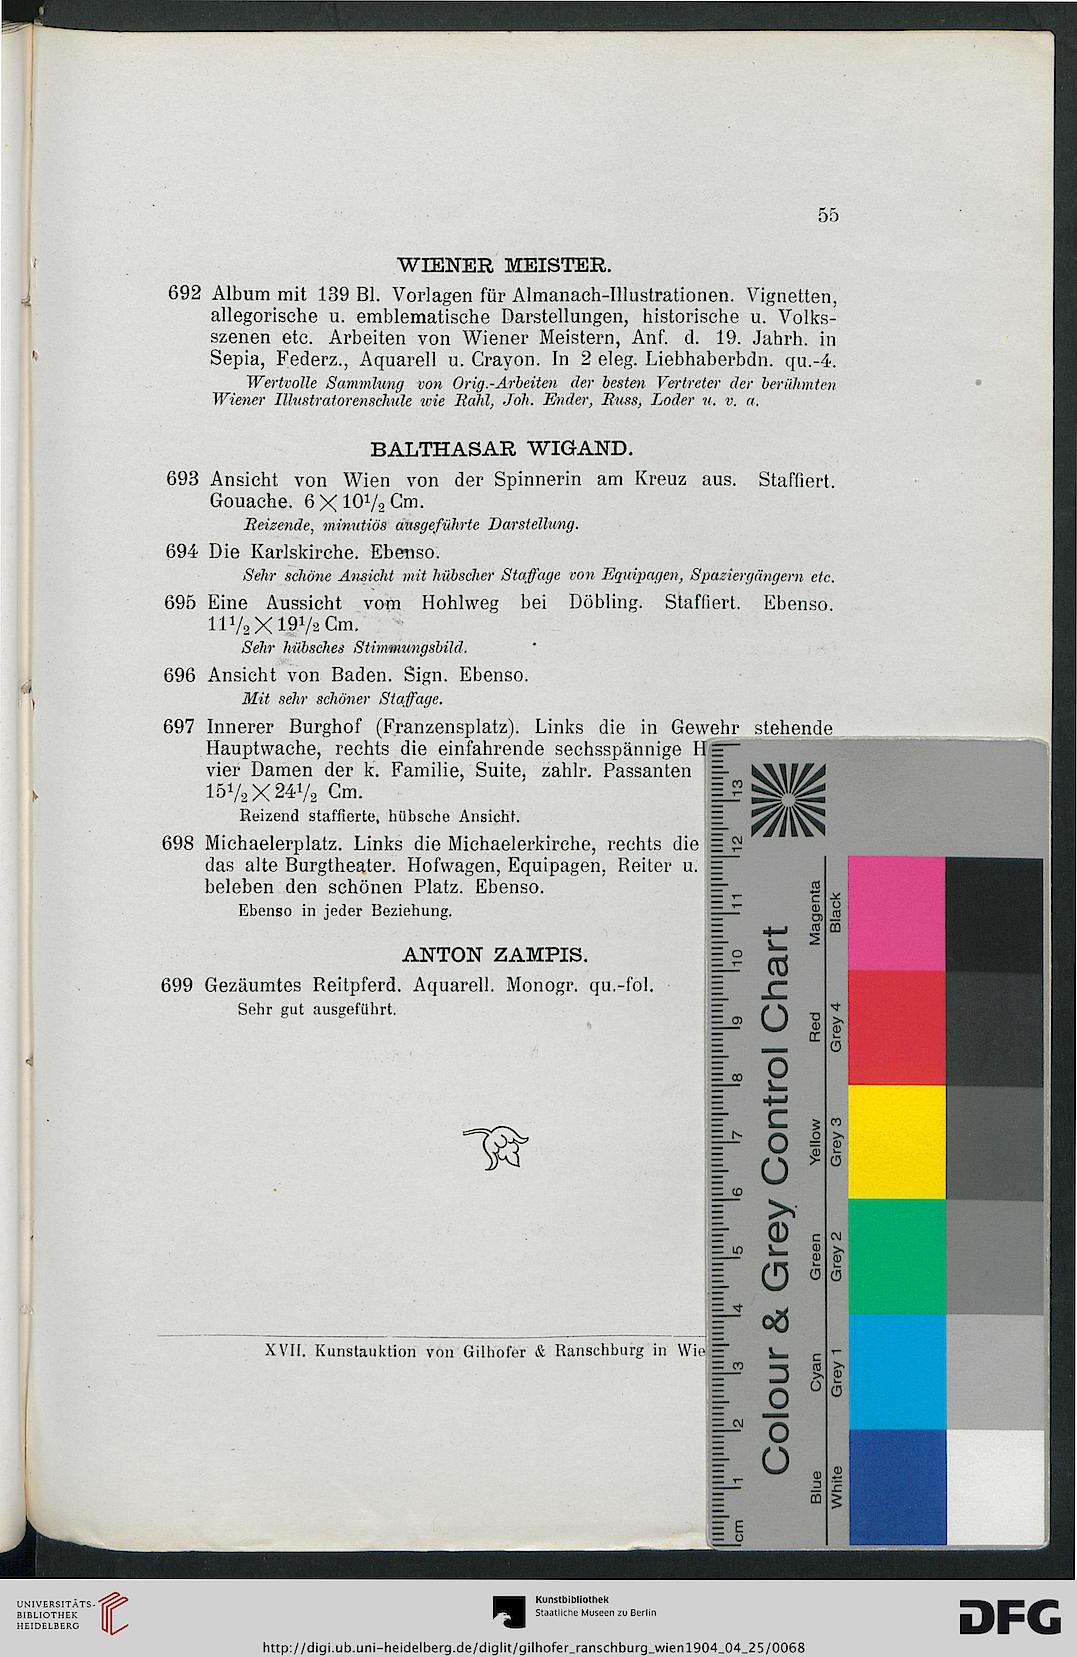 55
WIENER MEISTER.
692 Album mit 139 Bl. Vorlagen für Almanach-Illustrationen. Vignetten,
allegorische u. emblematische Darstellungen, historische u. Volks-
szenen etc. Arbeiten von Wiener Meistern, Anf. d. 19. Jahrh. in
Sepia, Federz., Aquarell u. Crayon. In 2 eleg. Liebhaberbdn. qu.-4.
Wertvolle Sammlung von Orig.-Arbeiten der besten Vertreter der berühmten
Wiener Illustratorenschule wie Rahl, Joh. Ender, Russ, Loder u. v. a.
BALTHASAR WIGAND.
693 Ansicht von Wien von der Spinnerin am Kreuz aus. Staffiert.
Gouache. 6 × 10½ Cm.
Reizende, minutiös ausgeführte Darstellung.
694 Die Karlskirche. Ebenso.
Sehr schöne Ansicht mit hübscher Staffage von Equipagen, Spaziergängern etc.
695 Eine Aussicht vom Hohlweg bei Döbling. Staffiert. Ebenso.
11½ × 19½ Cm.
Sehr hübsches Stimmungsbild.
696 Ansicht von Baden. Sign. Ebenso.
Mit sehr schöner Staffage.
697 Innerer Burghof (Franzensplatz). Links die in Gewehr stehende
Hauptwache, rechts die einfahrende sechsspännige H
vier Damen der k. Familie, Suite, zahlr. Passanten
15½ × 24½ Cm.
Reizend staffierte, hübsche Ansicht.
698 Michaelerplatz. Links die Michaelerkirche, rechts die
das alte Burgtheater. Hofwagen, Equipagen, Reiter u.
beleben den schönen Platz. Ebenso.
Ebenso in jeder Beziehung.
ANTON ZAMPIS.
699 Gezäumtes Reitpferd. Aquarell. Monogr. qu.-fol.
Sehr gut ausgeführt.
XVII. Kunstauktion von Gilhofer & Ranschburg in Wie
cm 1 2 3 4 5 6 7 8 9 10 11 12 13
Colour & Grey Control Chart
Blue Cyan Green Yellow Red Magenta
White Grey 1 Grey 2 Grey 3 Grey 4 Black
UNIVERSITÄTS-
BIBLIOTHEK
HEIDELBERG
Kunstbibliothek
Staatliche Museen zu Berlin
DFG
http://digi.ub.uni-heidelberg.de/diglit/gilhofer_ranschburg_wien1904_04_25/0068